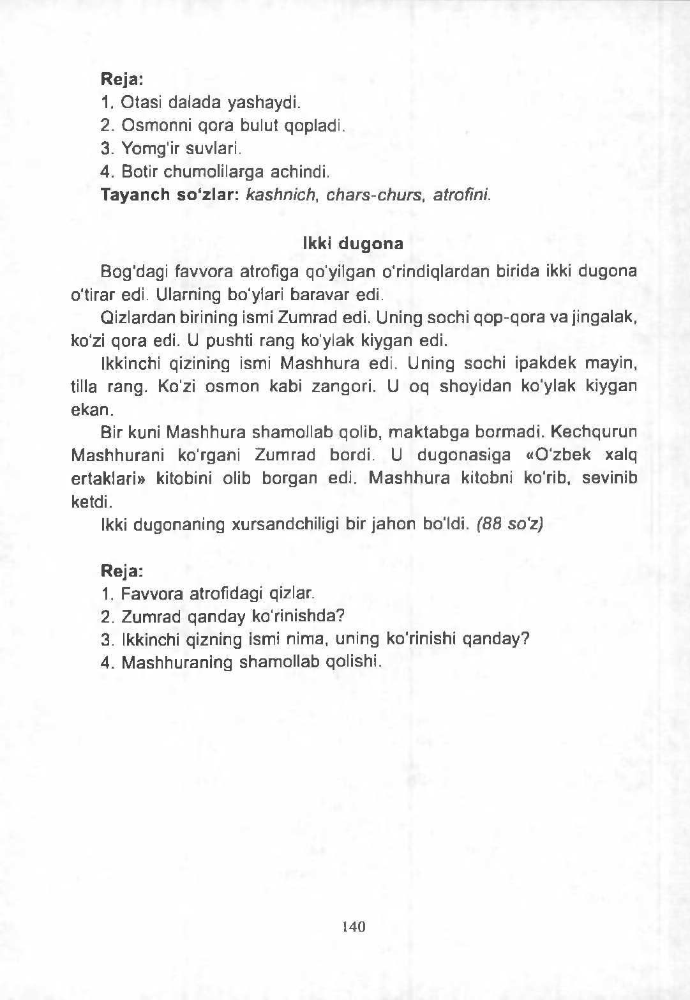 Reja:
1. Otasi dalada yashaydi.
2. Osmonni qora bulut qopladi.
3. Yomg'ir suvlari.
4. Botir chumolilarga achindi.
Tayanch so‘zlar: kashnich, chars-churs, atrofini.
Ikki dugona
Bog'dagi favvora atrofiga qo'yilgan o‘rindiqlardan birida ikki dugona
o'tirar edi. Ularning bo‘ylari baravar edi.
Qizlardan birining ismi Zumrad edi. Uning sochi qop-qora va jingalak,
ko‘zi qora edi. U pushti rang ko'ylak kiygan edi.
Ikkinchi qizining ismi Mashhura edi. Uning sochi ipakdek mayin,
tilla rang. Ko'zi osmon kabi zangori. U oq shoyidan ko'ylak kiygan
ekan.
Bir kuni Mashhura shamollab qolib, maktabga bormadi. Kechqurun
Mashhurani ko'rgani Zumrad bordi. U dugonasiga «O‘zbek xalq
ertaklari» kitobini olib borgan edi. Mashhura kitobni ko‘rib, sevinib
ketdi.
Ikki dugonaning xursandchiligi bir jahon bo'ldi. (88 so‘z)
Reja:
1. Favvora atrofidagi qizlar.
2. Zumrad qanday ko‘rinishda?
3. Ikkinchi qizning ismi nima, uning ko‘rinishi qanday?
4. Mashhuraning shamollab qolishi.
140